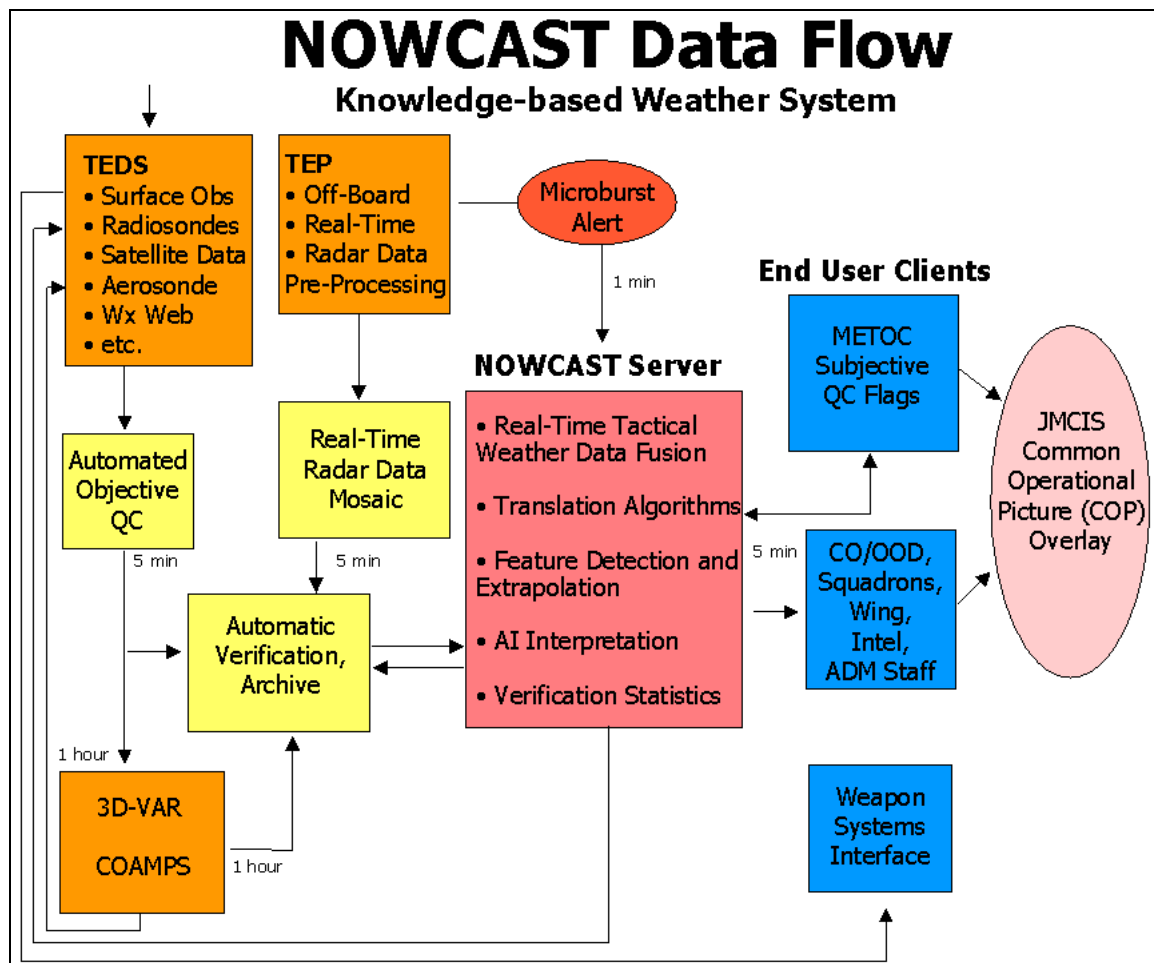 NOWCAST Data Flow
Knowledge-based Weather System
TEDS
• Surface Obs
• Radiosondes
• Satellite Data
• Aerosonde
• Wx Web
• etc.
TEP
• Off-Board
• Real-Time
• Radar Data
Pre-Processing
Microburst
Alert
1 min
End User Clients
METOC
Subjective
QC Flags
JMCIS
Common
Operational
Picture (COP)
Overlay
NOWCAST Server
• Real-Time Tactical
Weather Data Fusion
• Translation Algorithms
• Feature Detection and
Extrapolation
• AI Interpretation
• Verification Statistics
Automated
Objective
QC
5 min
Real-Time
Radar Data
Mosaic
5 min
5 min
CO/OOD,
Squadrons,
Wing,
Intel,
ADM Staff
Automatic
Verification,
Archive
1 hour
3D-VAR
COAMPS
1 hour
Weapon
Systems
Interface